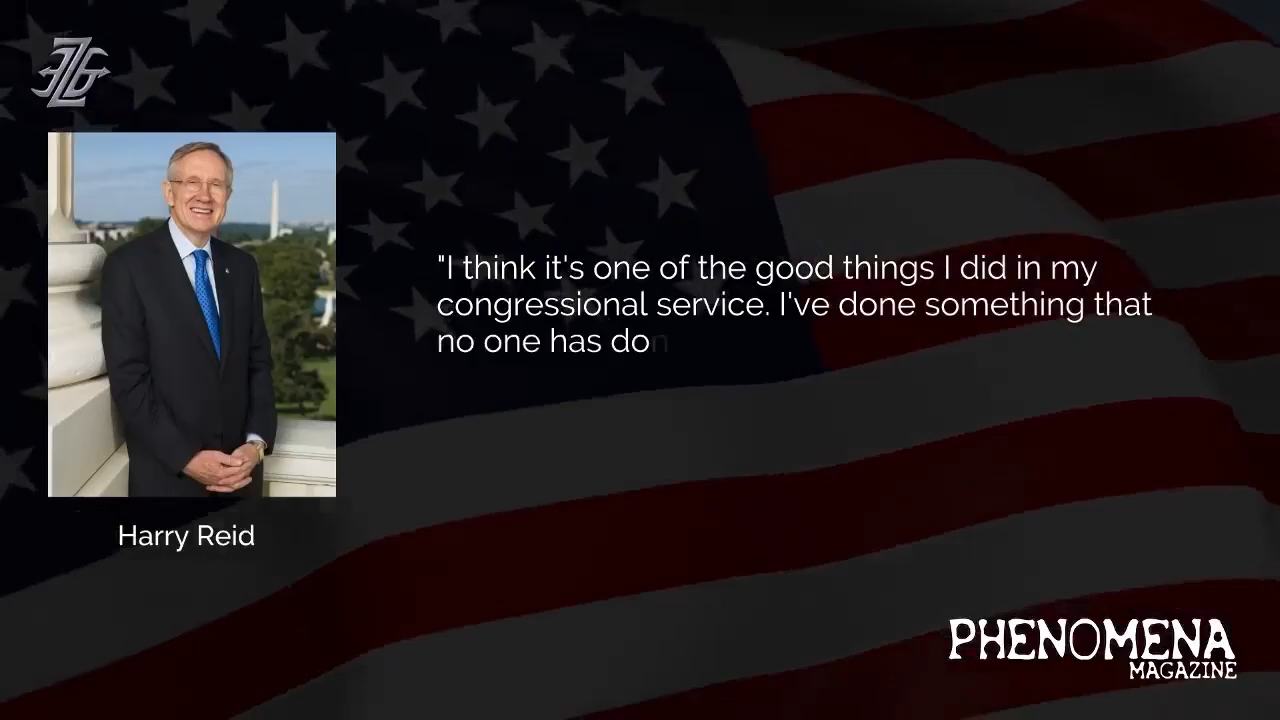 "I think it's one of the good things I did in my
congressional service. I've done something that
no one has don
Harry Reid
PHENOMENA
MAGAZINE